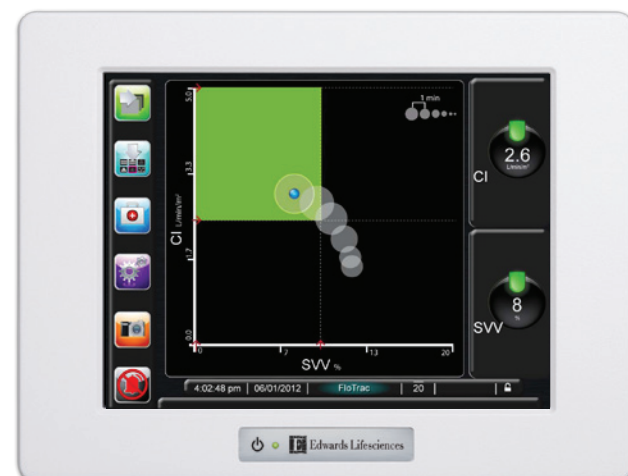 1 min
5.0
3.3
1.7
0.0
CI L/min/m²
0
7
13
20
SVV %
2.6
L/min/m²
CI
8
%
SVV
4:02:48 pm | 06/01/2012 | FloTrac | 20
E Edwards Lifesciences